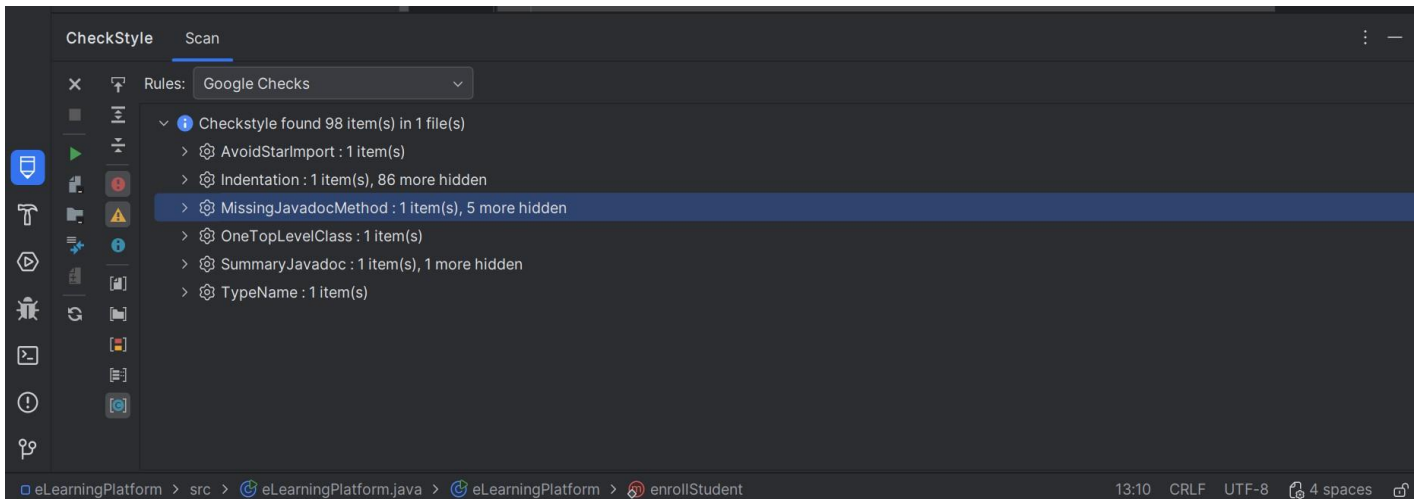 CheckStyle Scan
Rules: Google Checks
Checkstyle found 98 item(s) in 1 file(s)
AvoidStarImport : 1 item(s)
Indentation : 1 item(s), 86 more hidden
MissingJavadocMethod : 1 item(s), 5 more hidden
OneTopLevelClass : 1 item(s)
SummaryJavadoc : 1 item(s), 1 more hidden
TypeName : 1 item(s)
eLearningPlatform > src > eLearningPlatform.java > eLearningPlatform > enrollStudent 13:10 CRLF UTF-8 4 spaces